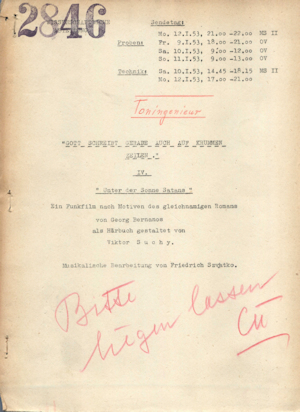 2846
Sendetag:
Mo. 12.I.53, 21.00 -22.00 MS II
Proben: Fr. 9.I.53, 18.00 -21.00 OV
Sa. 10.I.53, 9.00 -12.00 OV
So. 11.I.53, 9.00 -13.00 OV
Technik: Sa. 10.I.53, 14.45 -18.15 MS II
Mo. 12.I.53, 17.00 -21.00
Toningenieur
"GOTT SCHREIBT GERADE AUCH AUF KRUMMEN
ZEILEN."
IV.
" Unter der Sonne Satans "
Ein Funkfilm nach Motiven des gleichnamigen Romans
von Georg Bernanos
als Hörbuch gestaltet von
Viktor Suchy.
Musikalische Bearbeitung von Friedrich
Bitte
liegen lassen